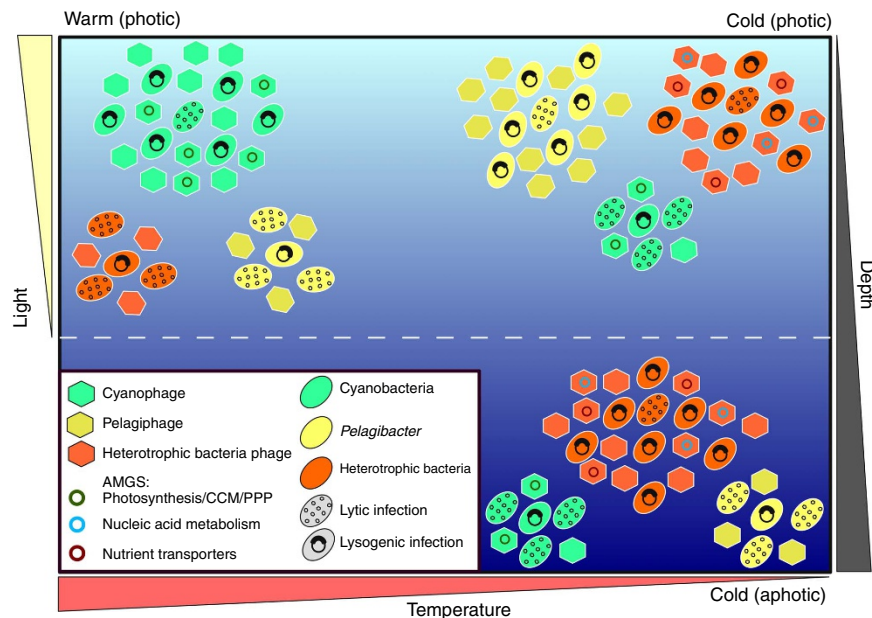 Warm (photic)
Cold (photic)
Light
Depth
Cyanophage
Pelagiphage
Heterotrophic bacteria phage
AMGS:
Photosynthesis/CCM/PPP
Nucleic acid metabolism
Nutrient transporters
Cyanobacteria
Pelagibacter
Heterotrophic bacteria
Lytic infection
Lysogenic infection
Temperature
Cold (aphotic)